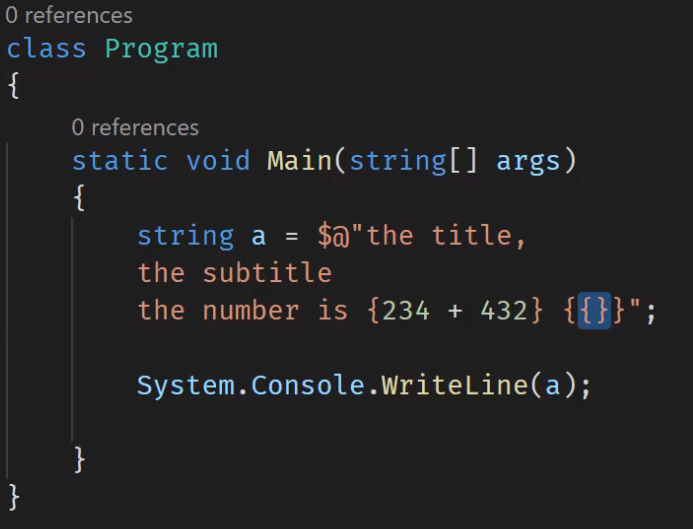 0 references
class Program
{
0 references
static void Main(string[] args)
{
string a = $@"the title,
the subtitle
the number is {234 + 432} {{}}";
System.Console.WriteLine(a);
}
}